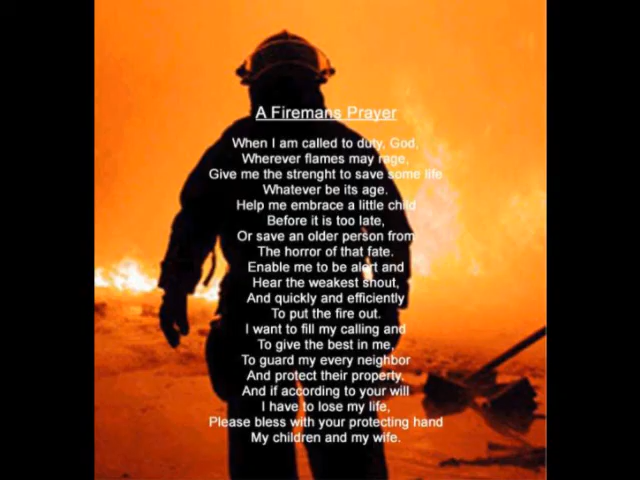 A Firemans Prayer
When I am called to duty, God,
Wherever flames may rage,
Give me the strenght to save some life
Whatever be its age.
Help me embrace a little child
Before it is too late,
Or save an older person from
The horror of that fate.
Enable me to be alert and
Hear the weakest shout,
And quickly and efficiently
To put the fire out.
I want to fill my calling and
To give the best in me,
To guard my every neighbor
And protect their property.
And if according to your will
I have to lose my life,
Please bless with your protecting hand
My children and my wife.